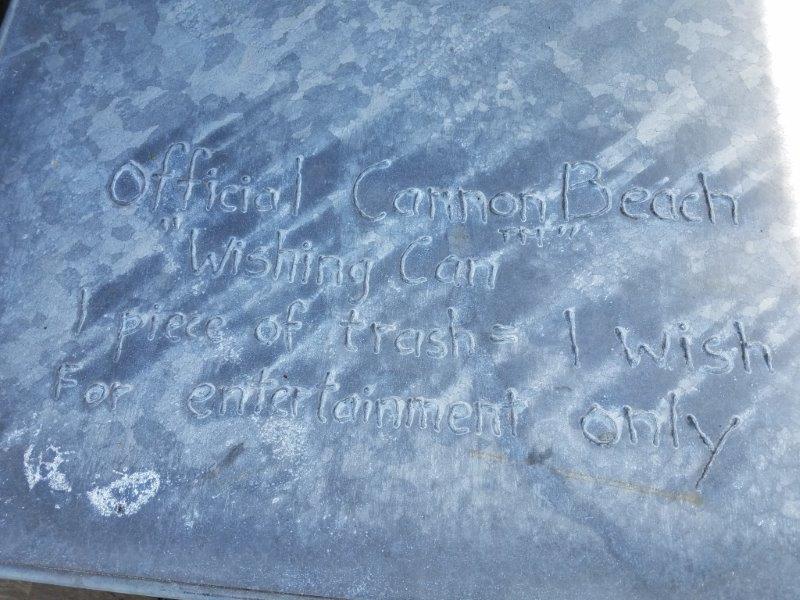 Official Cannon Beach
"Wishing Can™"
1 piece of trash = 1 wish
For entertainment only